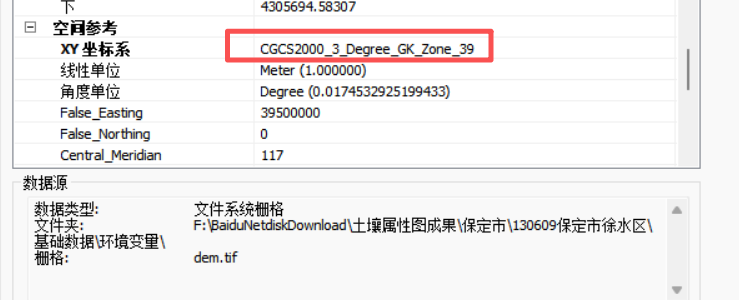 下 4305694.58307
空间参考
XY 坐标系 CGCS2000_3_Degree_GK_Zone_39
线性单位 Meter (1.000000)
角度单位 Degree (0.0174532925199433)
False_Easting 39500000
False_Northing 0
Central_Meridian 117
数据源
数据类型: 文件系统栅格
文件夹: F:\BaiduNetdiskDownload\土壤属性图成果\保定市\130609保定市徐水区\
基础数据\环境变量\
栅格: dem.tif